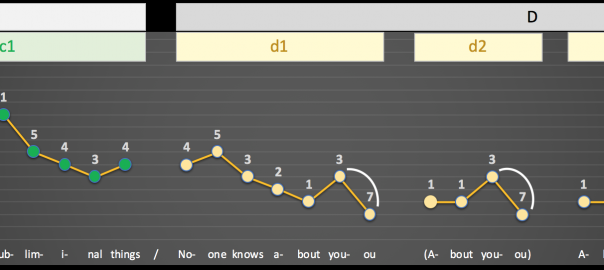 D
c1 d1 d2
1 5 4 3 4 4 5 3 2 1 3 7 1 1 3 7 1
ub- lim- i- nal things / No- one knows a- bout you- ou (A- bout you- ou) A-